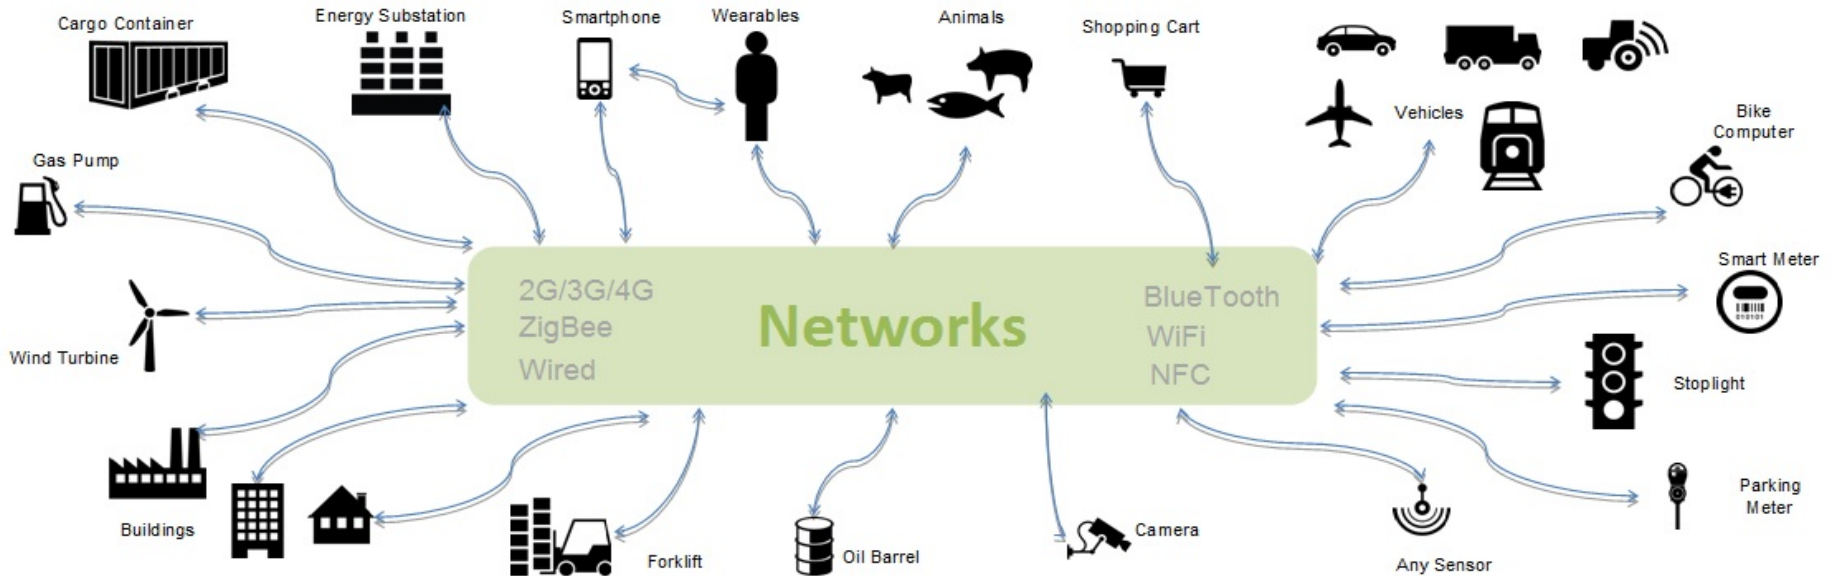 Cargo Container
Energy Substation
Smartphone
Wearables
Animals
Shopping Cart
Vehicles
Bike
Computer
Gas Pump
Smart Meter
010101
Wind Turbine
2G/3G/4G
ZigBee
Wired
Networks
BlueTooth
WiFi
NFC
Stoplight
Buildings
Forklift
Oil Barrel
Camera
Any Sensor
Parking
Meter